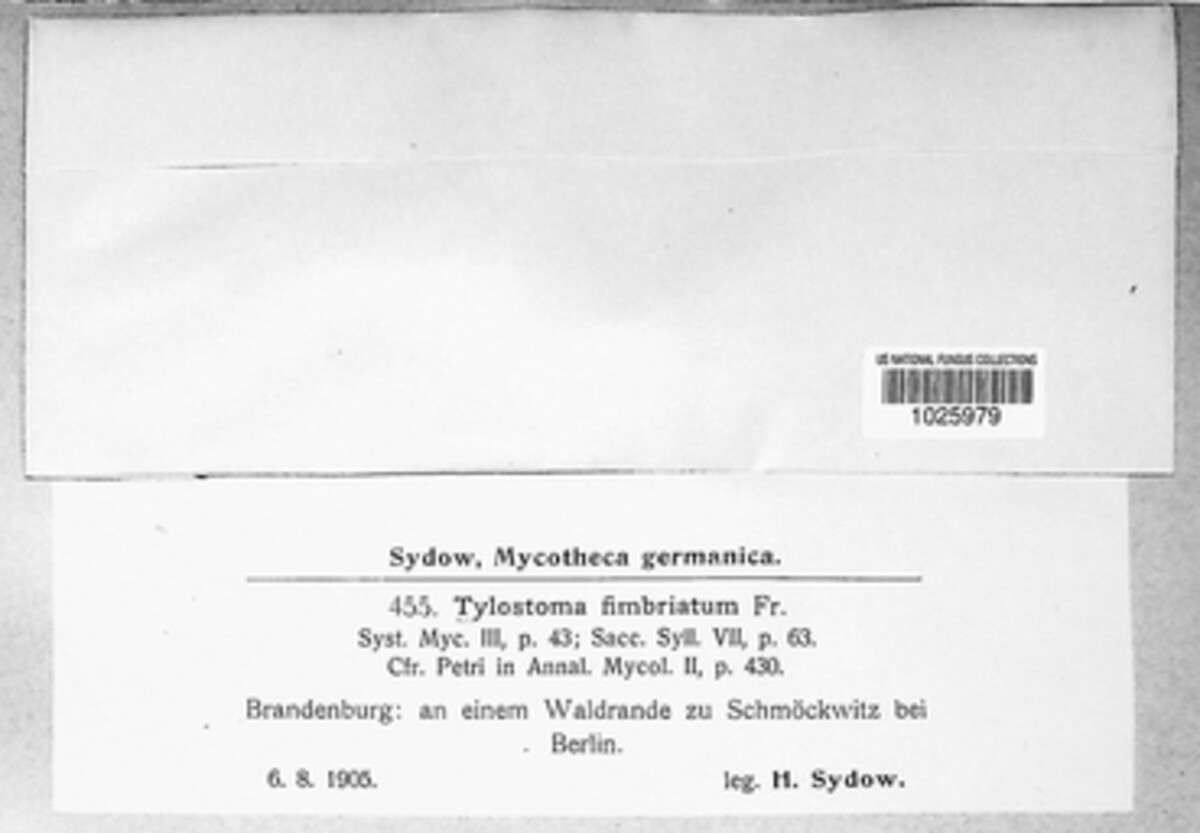 US NATIONAL FUNGUS COLLECTIONS
1025979
Sydow, Mycotheca germanica.
455. Tylostoma fimbriatum Fr.
Syst. Myc. III, p. 43; Sacc. Syll. VII, p. 63.
Cfr. Petri in Annal. Mycol. II, p. 430.
Brandenburg: an einem Waldrande zu Schmöckwitz bei
Berlin.
6. 8. 1905. leg. H. Sydow.